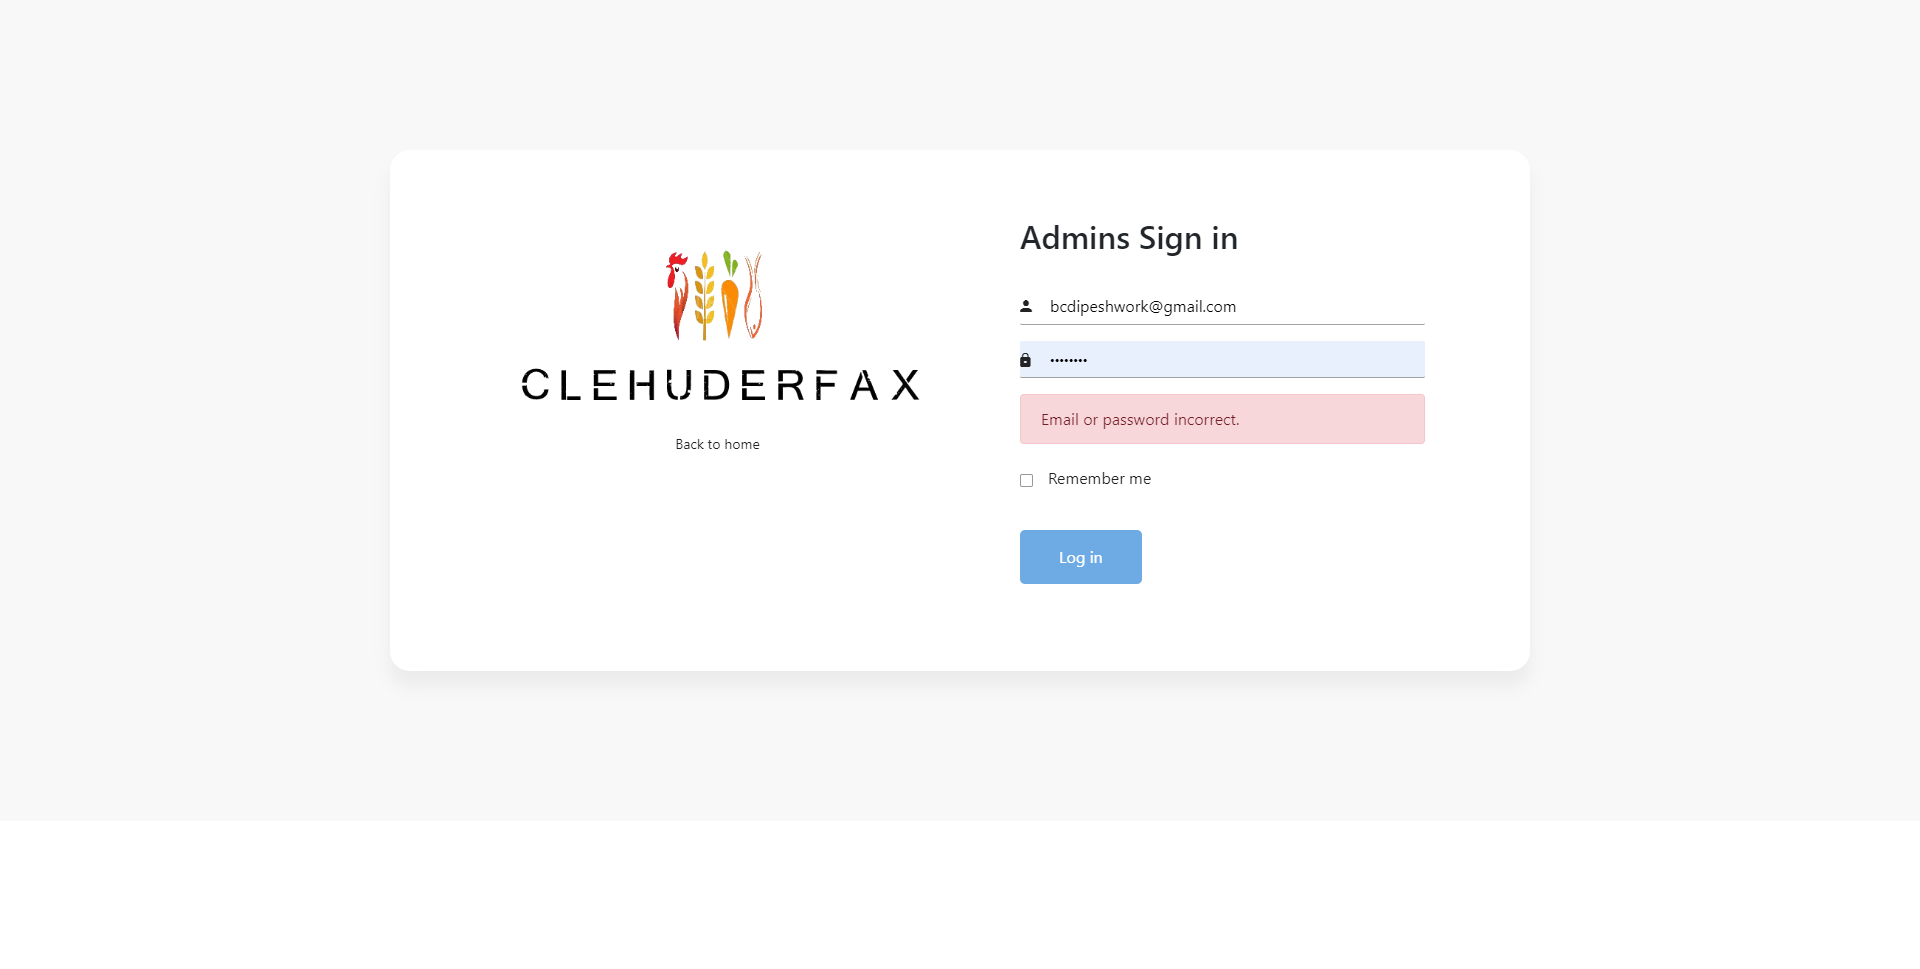 CLEHUDERFAX
Back to home
Admins Sign in
bcdipeshwork@gmail.com
••••••••
Email or password incorrect.
Remember me
Log in